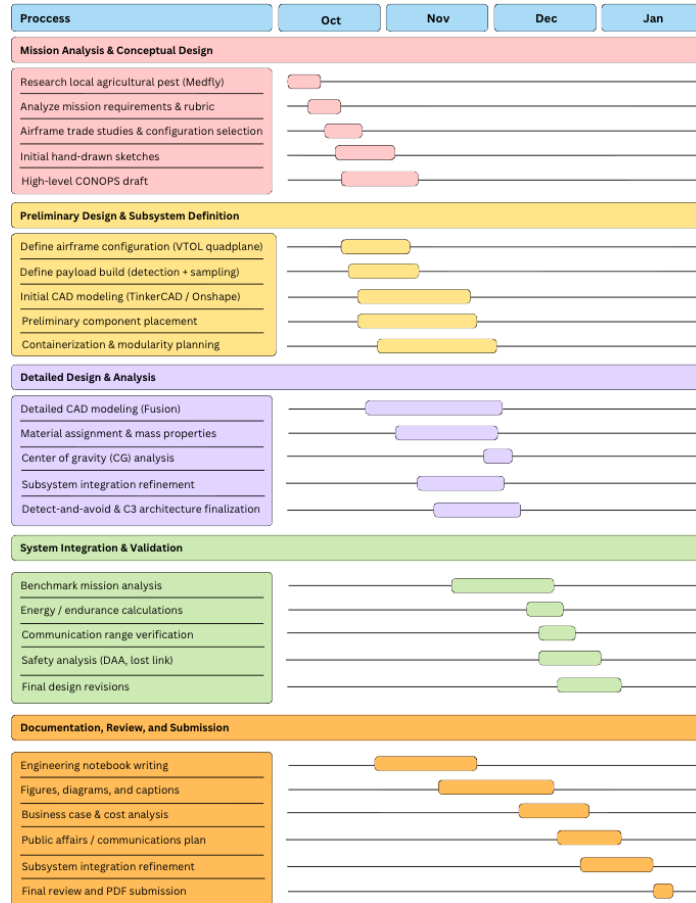 Proccess Oct Nov Dec Jan
Mission Analysis & Conceptual Design
Research local agricultural pest (Medfly)
Analyze mission requirements & rubric
Airframe trade studies & configuration selection
Initial hand-drawn sketches
High-level CONOPS draft
Preliminary Design & Subsystem Definition
Define airframe configuration (VTOL quadplane)
Define payload build (detection + sampling)
Initial CAD modeling (TinkerCAD / Onshape)
Preliminary component placement
Containerization & modularity planning
Detailed Design & Analysis
Detailed CAD modeling (Fusion)
Material assignment & mass properties
Center of gravity (CG) analysis
Subsystem integration refinement
Detect-and-avoid & C3 architecture finalization
System Integration & Validation
Benchmark mission analysis
Energy / endurance calculations
Communication range verification
Safety analysis (DAA, lost link)
Final design revisions
Documentation, Review, and Submission
Engineering notebook writing
Figures, diagrams, and captions
Business case & cost analysis
Public affairs / communications plan
Subsystem integration refinement
Final review and PDF submission